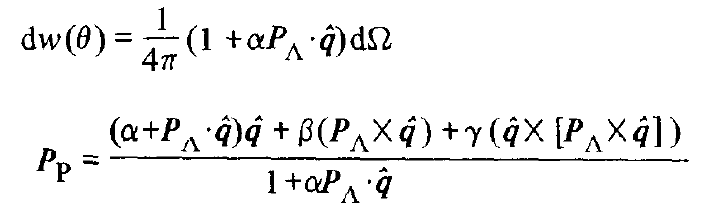 dw(θ) = 1/4π (1 + αP_Λ · q̂)dΩ
P_P = (α+P_Λ · q̂)q̂ + β(P_Λ X q̂) + γ (q̂X [P_Λ X q̂]) / 1+αP_Λ · q̂